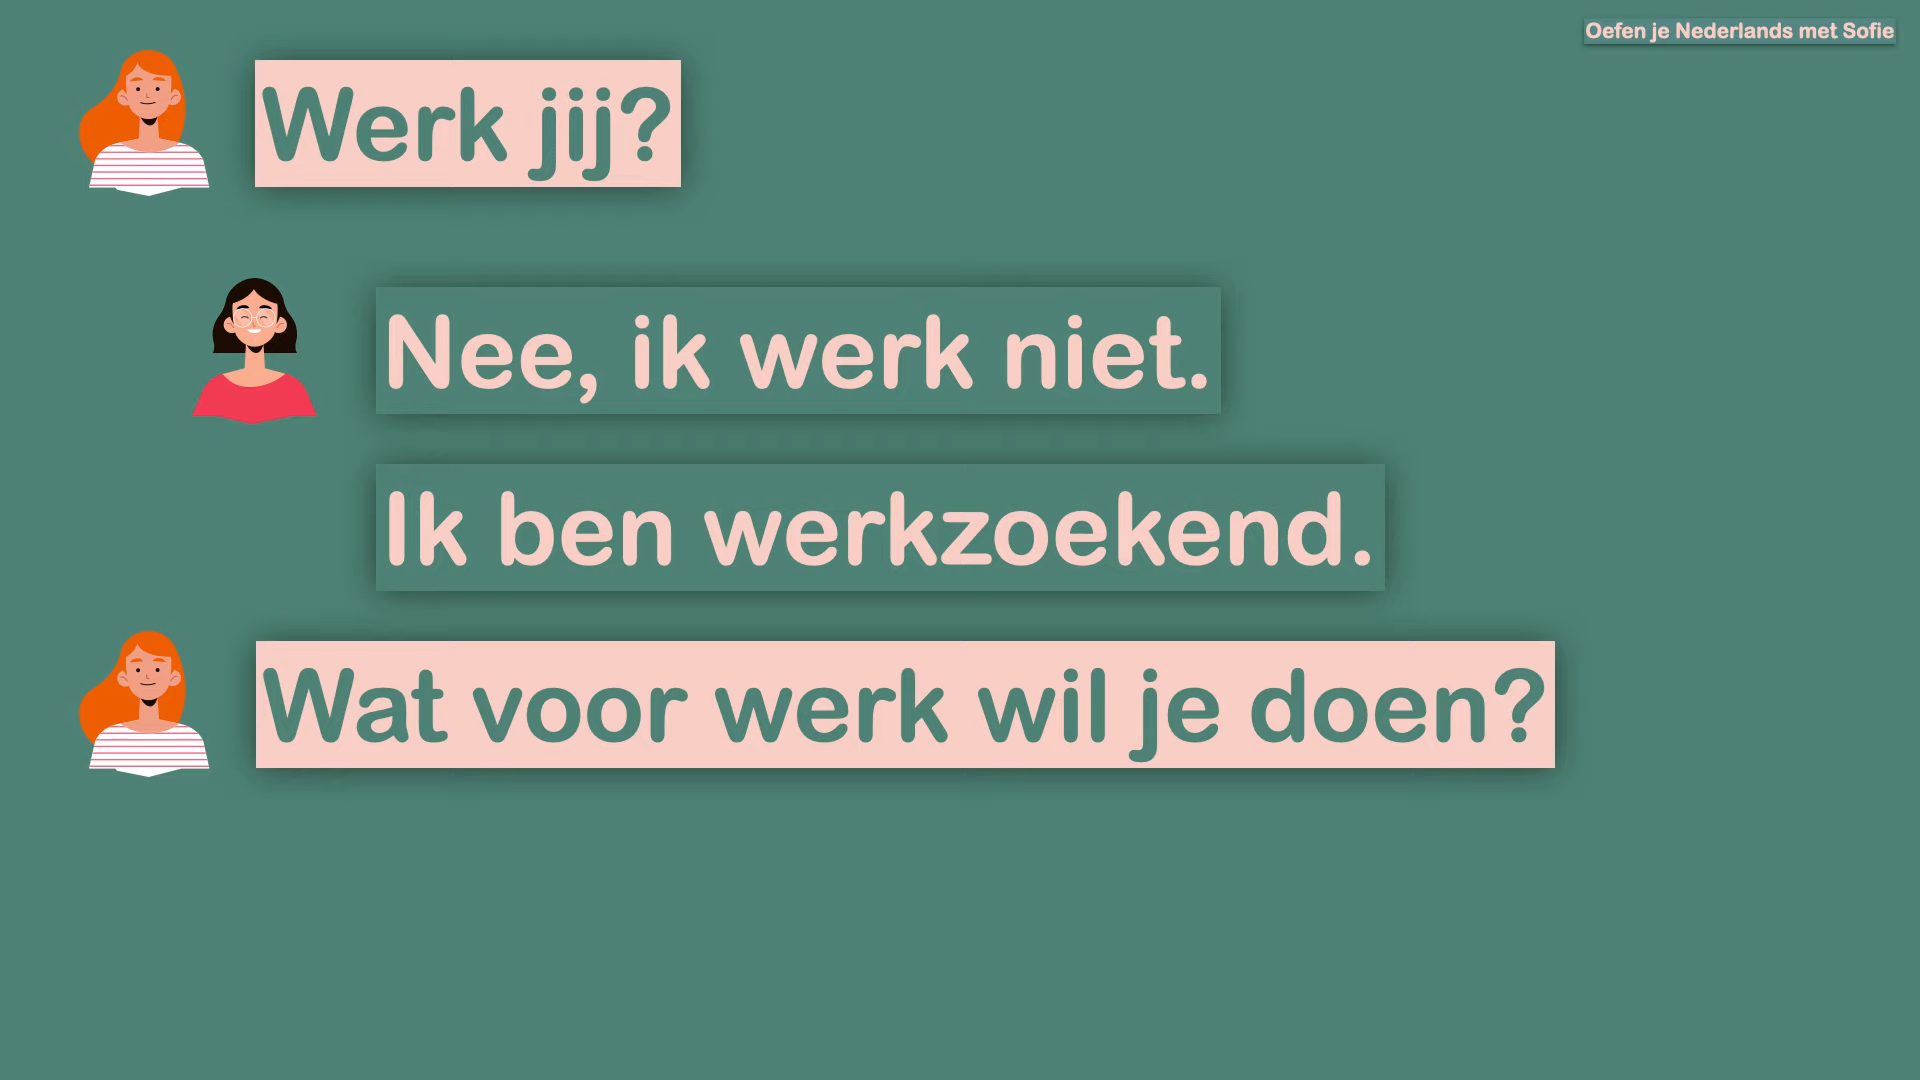 Oefen je Nederlands met Sofie
Werk jij?
Nee, ik werk niet.
Ik ben werkzoekend.
Wat voor werk wil je doen?